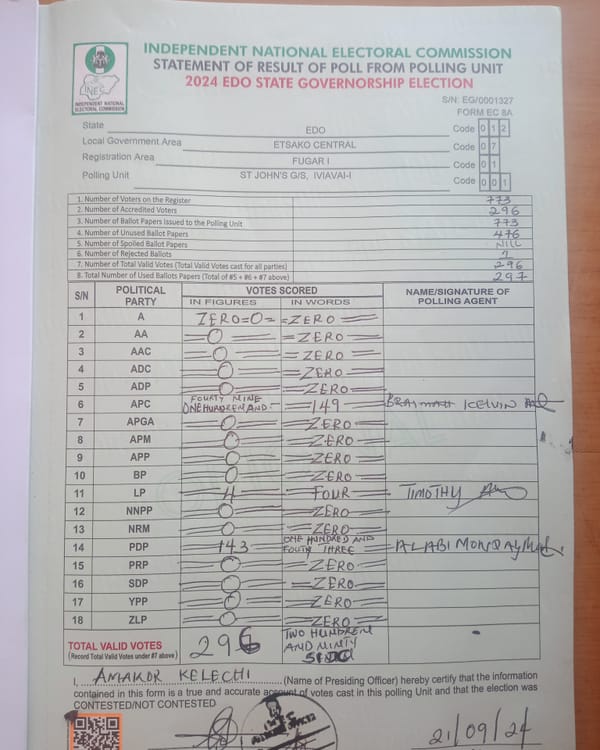 INDEPENDENT NATIONAL ELECTORAL COMMISSION
STATEMENT OF RESULT OF POLL FROM POLLING UNIT
2024 EDO STATE GOVERNORSHIP ELECTION
INEC
INDEPENDENT NATIONAL
ELECTORAL COMMISSION
S/N: EG/0001327
FORM EC 8A
State EDO Code 0 1 2
Local Government Area ETSAKO CENTRAL Code 0 7
Registration Area FUGAR I Code 0 1
Polling Unit ST JOHN'S G/S, IVIAVAI-I Code 0 0 1
1. Number of Voters on the Register 773
2. Number of Accredited Voters 296
3. Number of Ballot Papers issued to the Polling Unit 773
4. Number of Unused Ballot Papers 476
5. Number of Spoiled Ballot Papers NILL
6. Number of Rejected Ballots
7. Number of Total Valid Votes (Total Valid Votes cast for all parties) 296
8. Total Number of Used Ballots Papers (Total of #5 + #6 + #7 above) 297
S/N POLITICAL PARTY VOTES SCORED NAME/SIGNATURE OF POLLING AGENT
IN FIGURES IN WORDS
1 A ZERO=0= =ZERO
2 AA 0 =ZERO
3 AAC 0 =ZERO
4 ADC 0 =ZERO
5 ADP 0 ZERO
6 APC FOURTY NINE ONE HUNDREN AND 149 BRAIMAH KELVIN
7 APGA 0 ZERO
8 APM 0 ZERO
9 APP 0 ZERO
10 BP 0 ZERO
11 LP 4 FOUR TIMOTHY
12 NNPP 0 ZERO
13 NRM 0 ZERO
14 PDP 143 ONE HUNDRED AND FOURTY THREE ALABI MONDAY
15 PRP 0 ZERO
16 SDP 0 ZERO
17 YPP 0 ZERO
18 ZLP 0 ZERO
TOTAL VALID VOTES 296 TWO HUNDREN AND NINTY
(Record Total Valid Votes under #7 above)
I, AMAKOR KELECHI (Name of Presiding Officer) hereby certify that the information
contained in this form is a true and accurate account of votes cast in this polling Unit and that the election was
CONTESTED/NOT CONTESTED
21/09/24